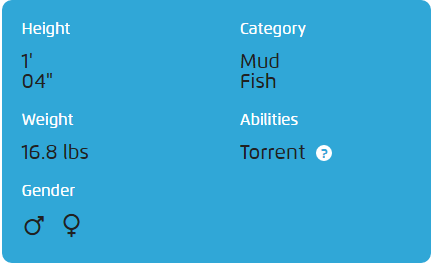 Height
1'
04"
Weight
16.8 lbs
Gender
Category
Mud
Fish
Abilities
Torrent ?